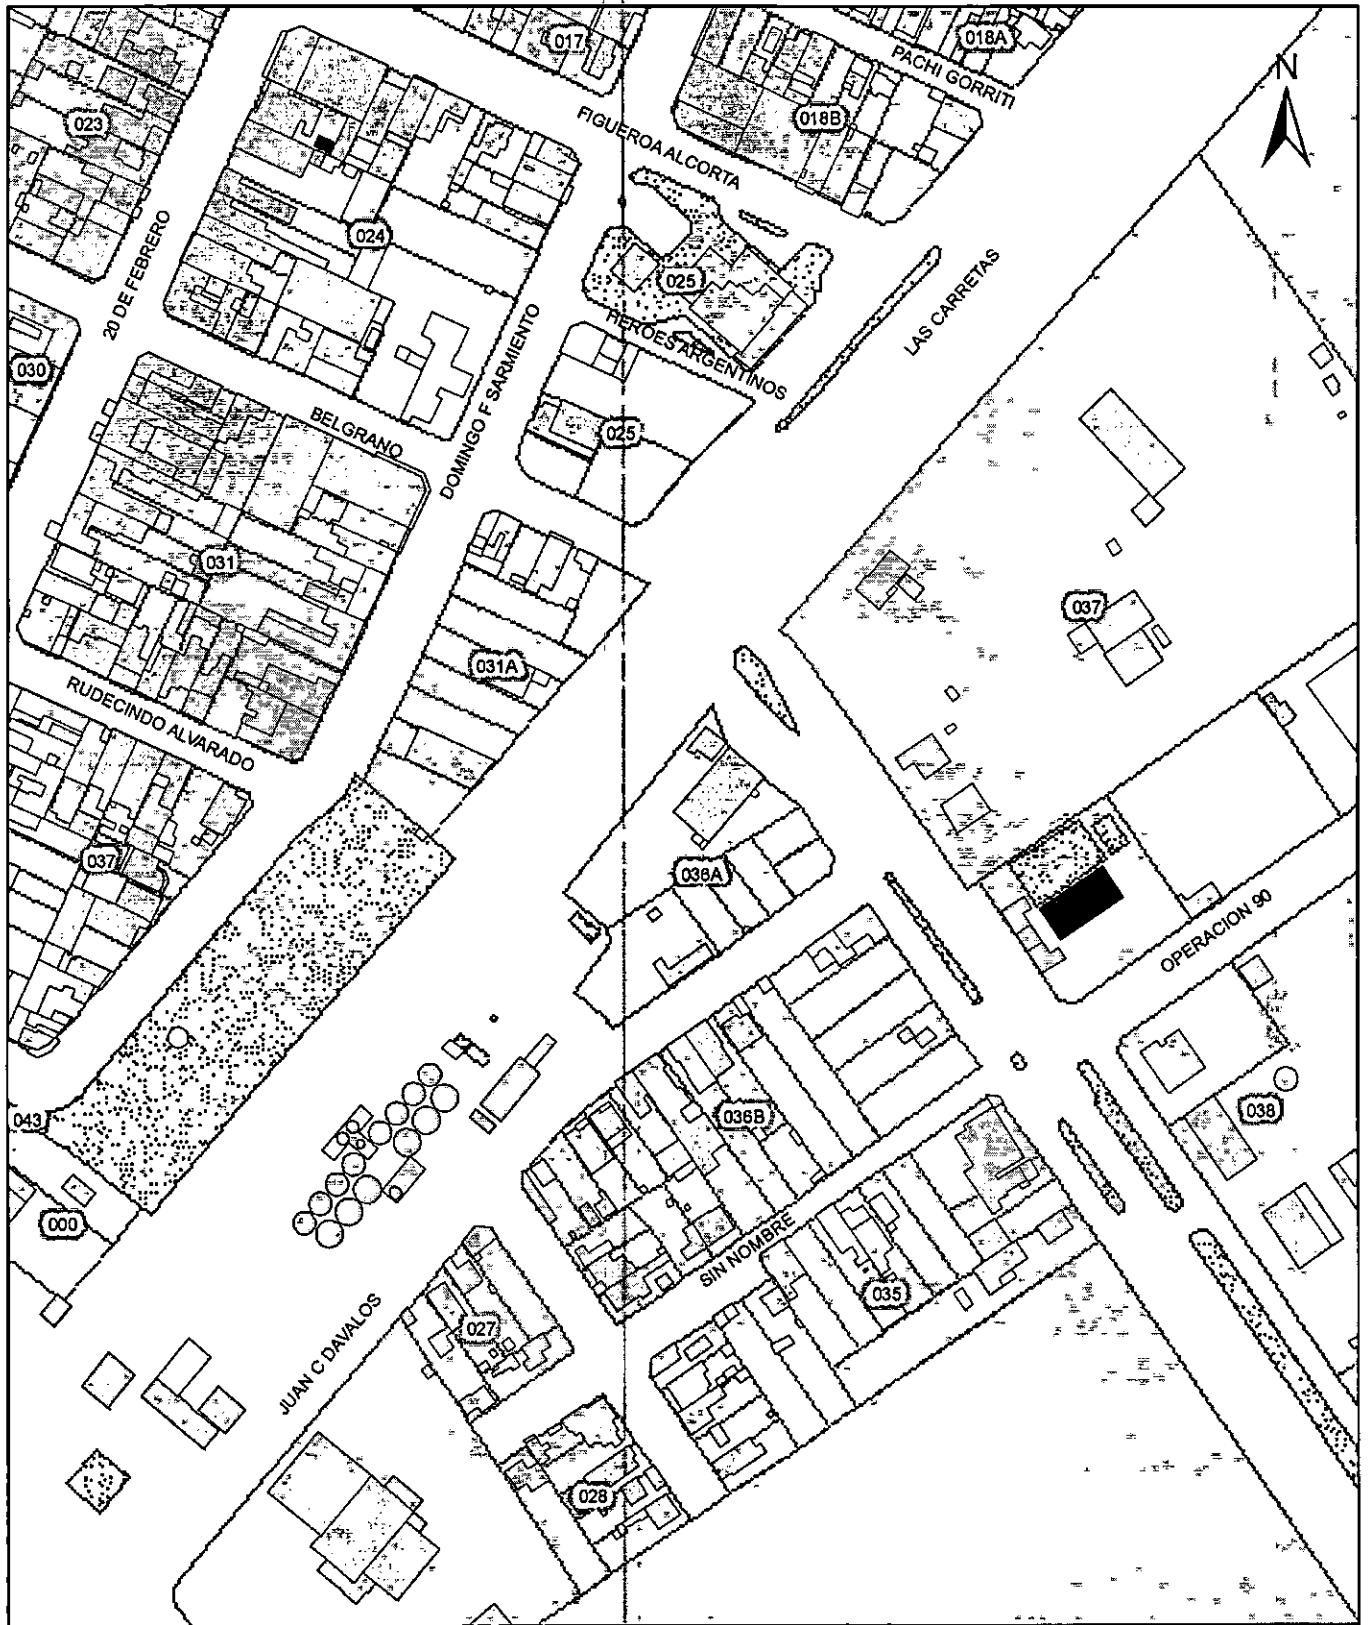 017
018A
PACHI GORRITI
N
023
018B
FIGUEROA ALCORTA
20 DE FEBRERO
024
025
LAS CARRETAS
HEROES ARGENTINOS
DOMINGO F SARMIENTO
030
BELGRANO
025
031
037
031A
RUDECINDO ALVARADO
037
036A
OPERACION 90
043
036B
038
000
SIN NOMBRE
035
027
JUAN C DAVALOS
028